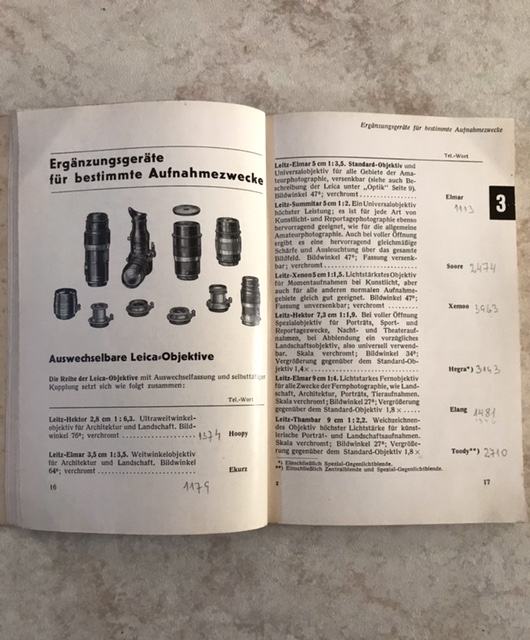 Ergänzungsgeräte
für bestimmte Aufnahmezwecke
Auswechselbare Leica-Objektive
Die Reihe der Leica-Objektive mit Auswechselfassung und selbsttätiger
Kupplung setzt sich wie folgt zusammen:
Tel.-Wort
Leitz-Hektor 2,8 cm 1:6,3. Ultraweitwinkel-
objektiv für Architektur und Landschaft. Bild-
winkel 76°; verchromt . . . . . . . . . . . . 1374 Hoopy
Leitz-Elmar 3,5 cm 1:3,5. Weitwinkelobjektiv
für Architektur und Landschaft. Bildwinkel
64°; verchromt . . . . . . . . . . . . . . . . Ekurz
16
1179
Ergänzungsgeräte für bestimmte Aufnahmezwecke
Tel.-Wort
3
Leitz-Elmar 5 cm 1:3,5. Standard-Objektiv und
Universalobjektiv für alle Gebiete der Ama-
teurphotographie, versenkbar (siehe auch Be-
schreibung der Leica unter „Optik“ Seite 9).
Bildwinkel 47°; verchromt . . . . . . . . . . Elmar
1113
Leitz-Summitar 5 cm 1:2. Ein Universalobjektiv
höchster Leistung; es ist für jede Art von
Kunstlicht- und Reportagephotographie ebenso
hervorragend geeignet, wie für die allgemeine
Amateurphotographie. Auch bei voller Öffnung
ergibt es eine hervorragend gleichmäßige
Schärfe und Ausleuchtung über das gesamte
Bildfeld. Bildwinkel 47°; Fassung versenk-
bar; verchromt . . . . . . . . . . . . Soore 2474
Leitz-Xenon 5 cm 1:1,5. Lichtstärkstes Objektiv
für Momentaufnahmen bei Kunstlicht, aber
auch für alle anderen normalen Aufnahme-
gebiete gleich gut geeignet. Bildwinkel 47°;
Fassung unversenkbar; verchromt . . . . Xemoo 3963
Leitz-Hektor 7,3 cm 1:1,9. Bei voller Öffnung
Spezialobjektiv für Porträts, Sport- und
Reportagezwecke, Nacht- und Theaterauf-
nahmen, bei Abblendung ein vorzügliches
Landschaftsobjektiv, also universell verwend-
bar. Skala verchromt; Bildwinkel 34°;
Vergrößerung gegenüber dem Standard-Ob-
jektiv 1,4× . . . . . . . . . . . . Hegra*) 3143
Leitz-Elmar 9 cm 1:4. Lichtstarkes Fernobjektiv
für alle Zwecke der Fernphotographie, wie Land-
schaft, Architektur, Porträts, Tieraufnahmen.
Skala verchromt; Bildwinkel 27°; Vergrößerung
gegenüber dem Standard-Objektiv 1,8× . . . . Elang 1481
Leitz-Thambar 9 cm 1:2,2. Weichzeichnen-
des Objektiv höchster Lichtstärke für künst-
lerische Porträt- und Landschaftsaufnahmen.
Skala verchromt; Bildwinkel 27°; Vergröße-
rung gegenüber dem Standard-Objektiv 1,8× Toody**) 2710
*) Einschließlich Spezial-Gegenlichtblende.
**) Einschließlich Zentralblende und Spezial-Gegenlichtblende.
2
17